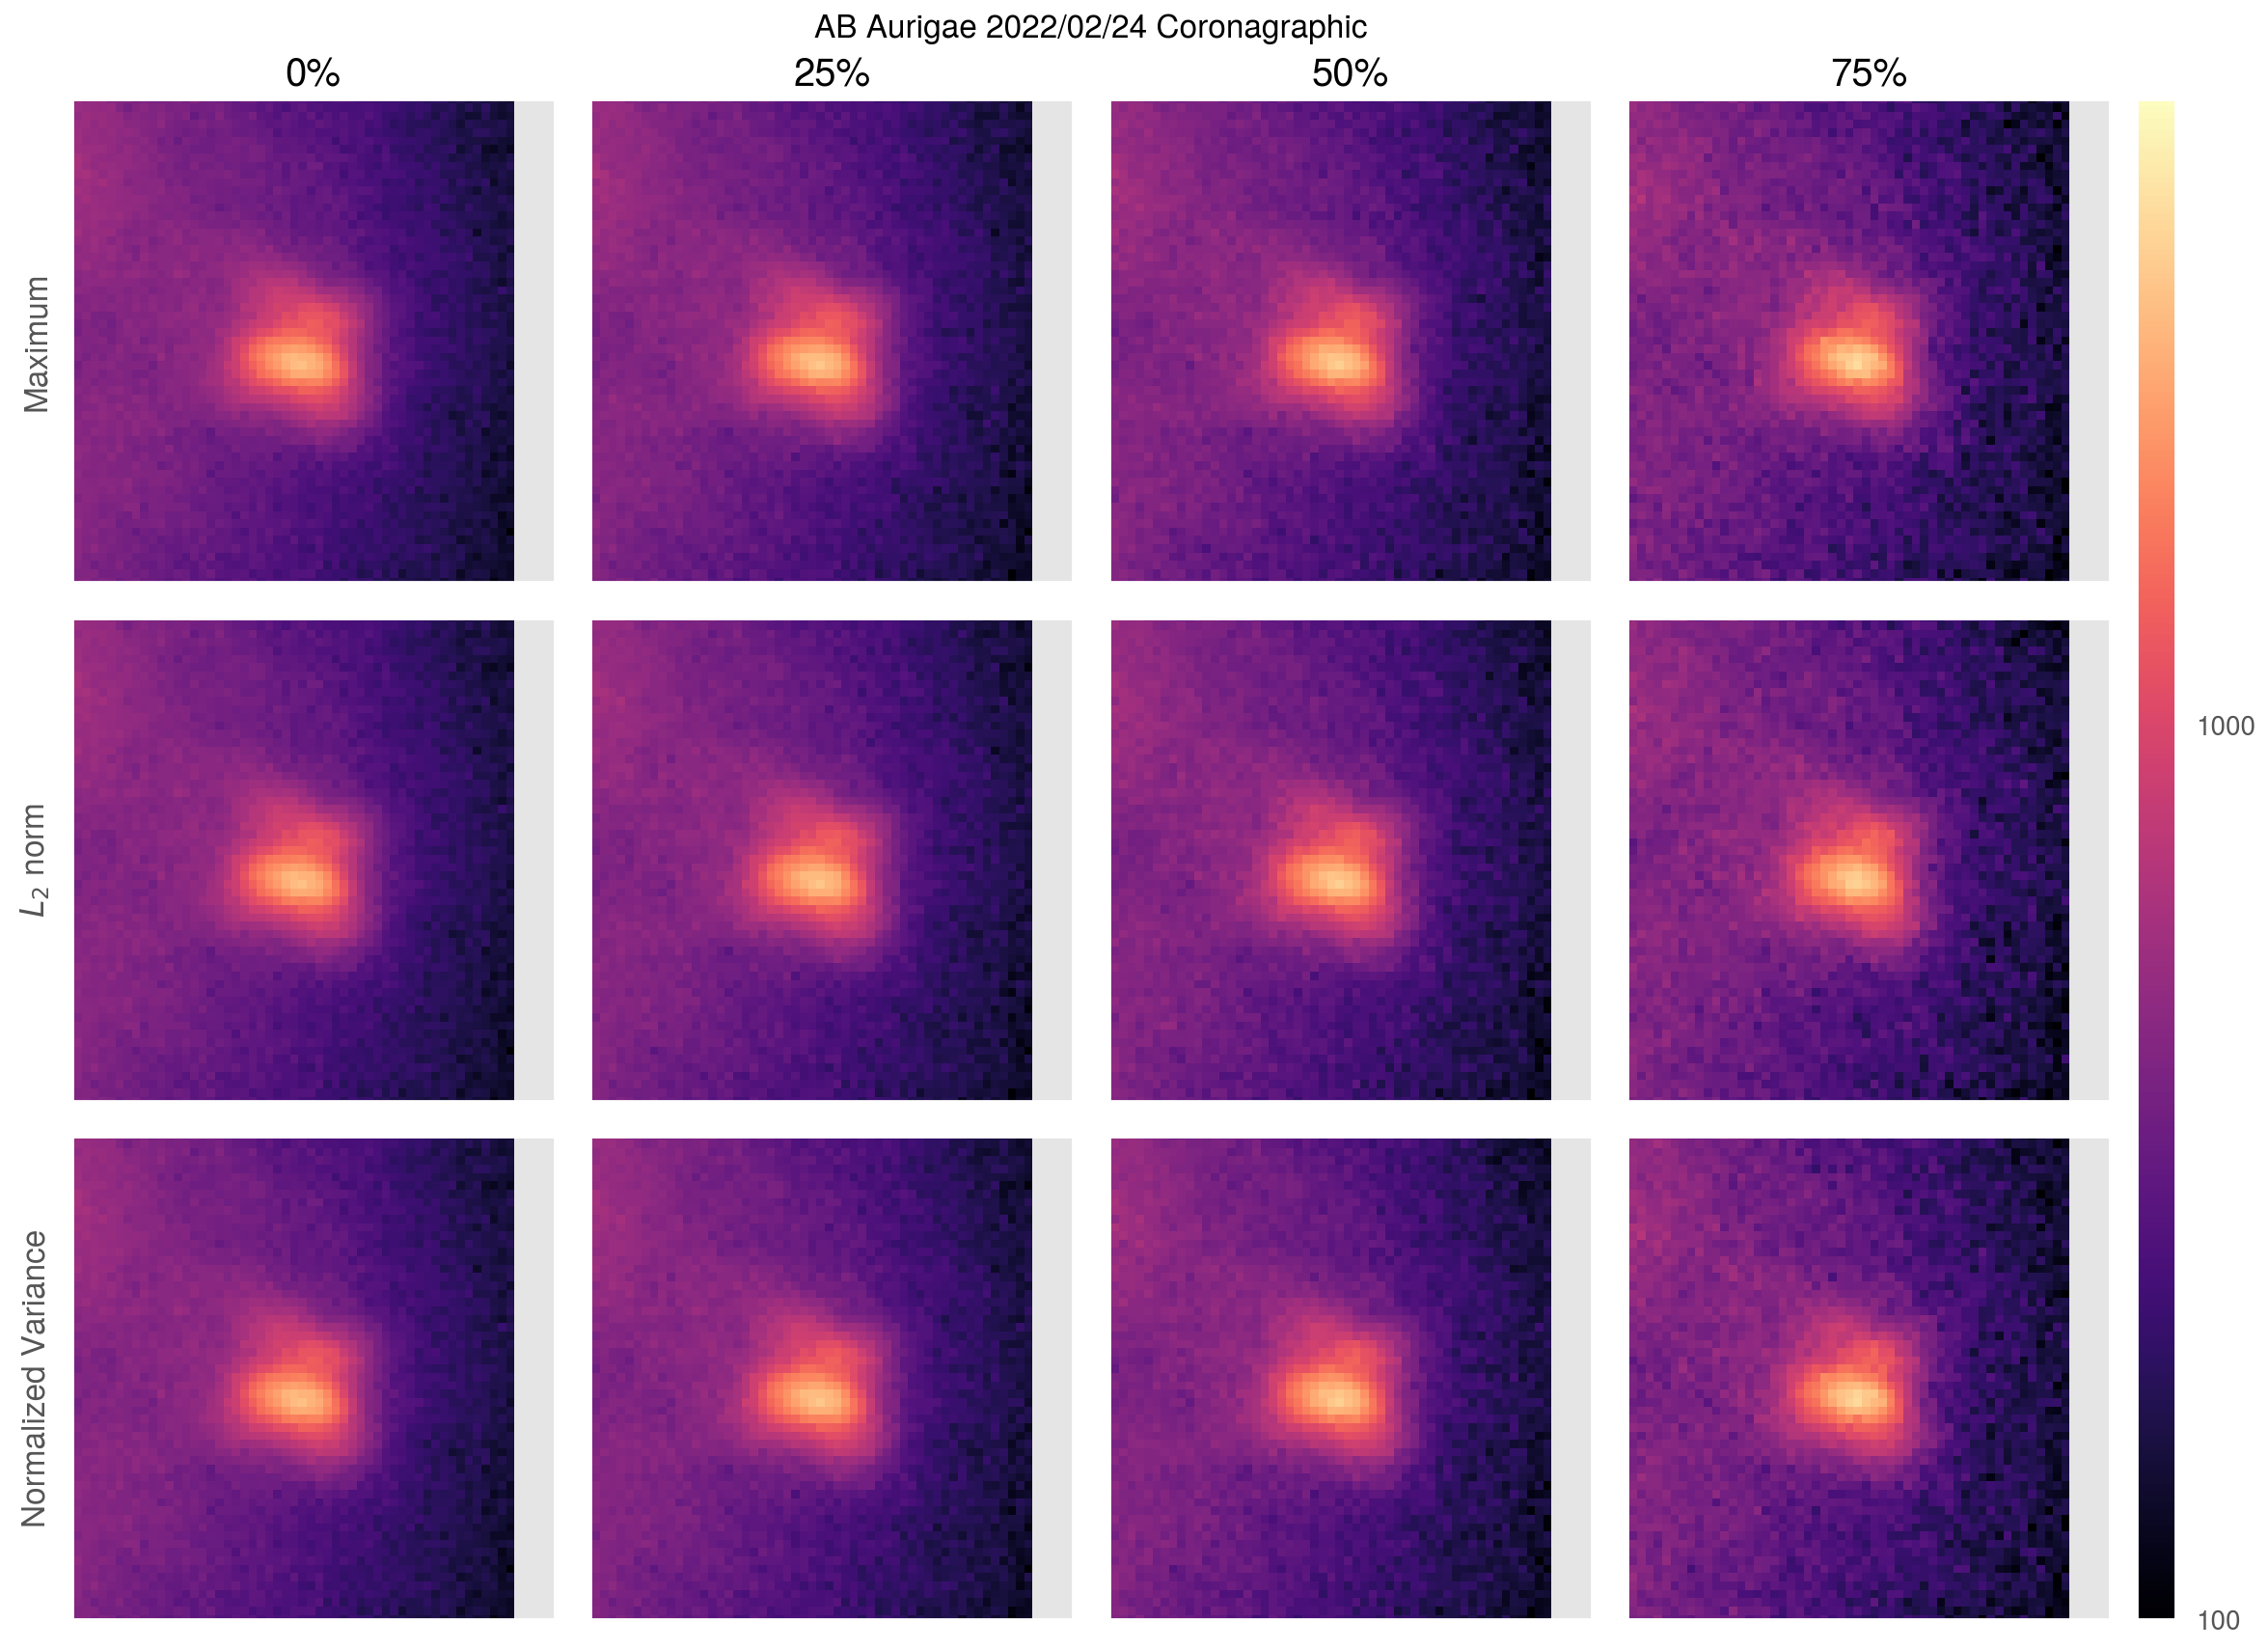 AB Aurigae 2022/02/24 Coronagraphic
0% 25% 50% 75%
Maximum
L₂ norm
Normalized Variance
1000
100